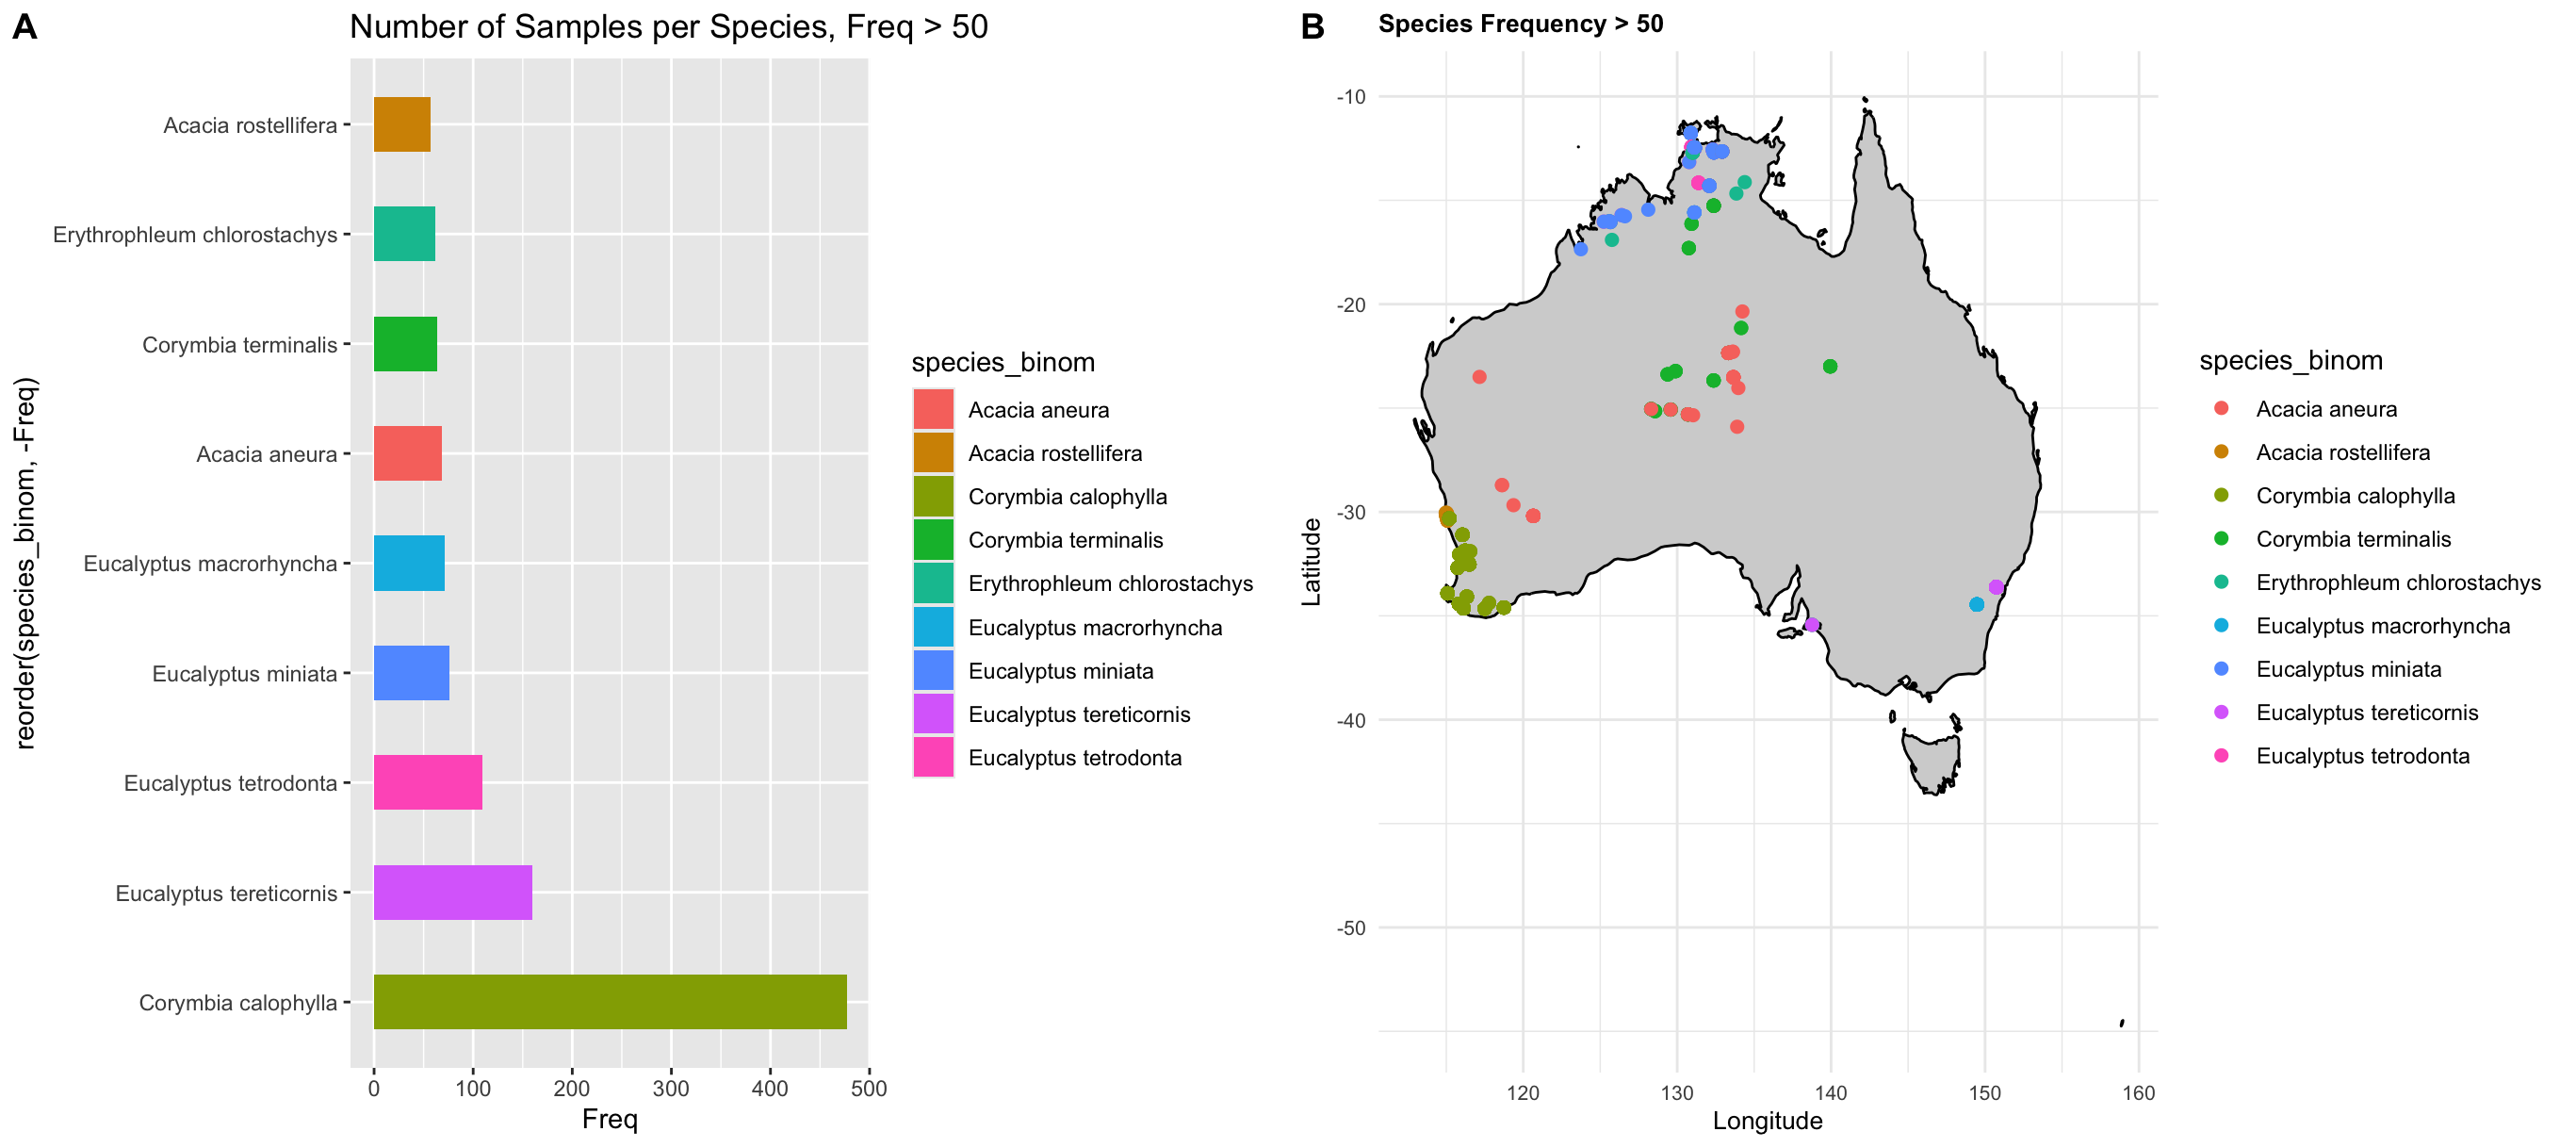 A
Number of Samples per Species, Freq > 50
reorder(species_binom, -Freq)
Acacia rostellifera
Erythrophleum chlorostachys
Corymbia terminalis
Acacia aneura
Eucalyptus macrorhyncha
Eucalyptus miniata
Eucalyptus tetrodonta
Eucalyptus tereticornis
Corymbia calophylla
0 100 200 300 400 500
Freq
species_binom
Acacia aneura
Acacia rostellifera
Corymbia calophylla
Corymbia terminalis
Erythrophleum chlorostachys
Eucalyptus macrorhyncha
Eucalyptus miniata
Eucalyptus tereticornis
Eucalyptus tetrodonta
B
Species Frequency > 50
Latitude
-10
-20
-30
-40
-50
120 130 140 150 160
Longitude
species_binom
Acacia aneura
Acacia rostellifera
Corymbia calophylla
Corymbia terminalis
Erythrophleum chlorostachys
Eucalyptus macrorhyncha
Eucalyptus miniata
Eucalyptus tereticornis
Eucalyptus tetrodonta